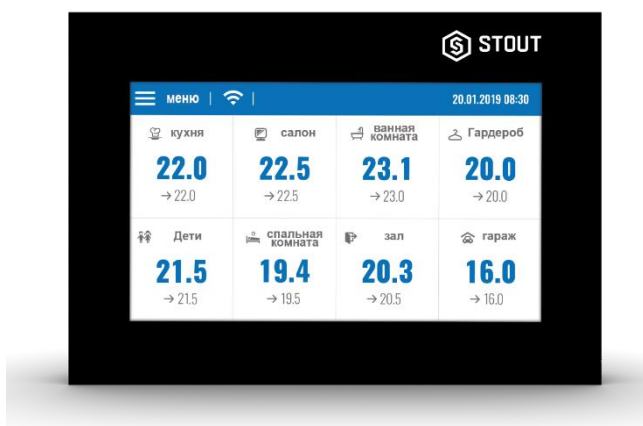 STOUT
меню | |
20.01.2019 08:30
кухня
22.0
→ 22.0
салон
22.5
→ 22.5
ванная
комната
23.1
→ 23.0
Гардероб
20.0
→ 20.0
Дети
21.5
→ 21.5
спальная
комната
19.4
→ 19.5
зал
20.3
→ 20.5
гараж
16.0
→ 16.0